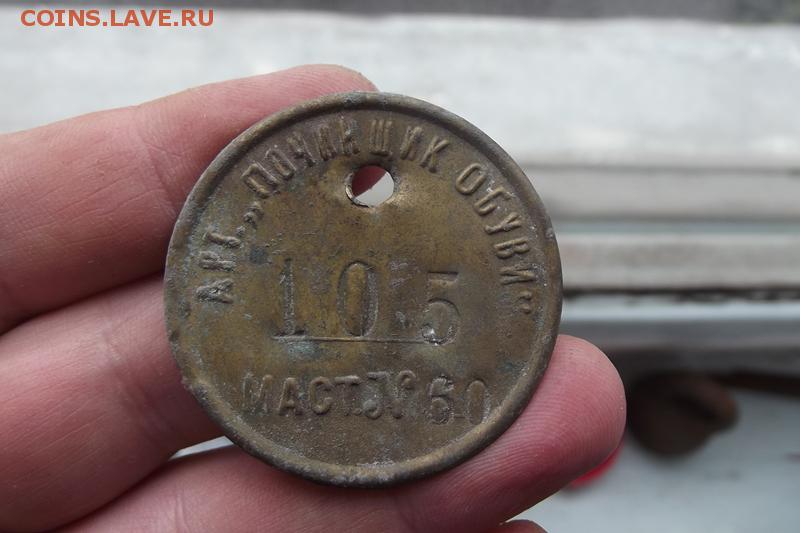 COINS.LAVE.RU
АРТ. „ПОЧИНЩИК ОБУВИ“
105
МАСТ. № 60